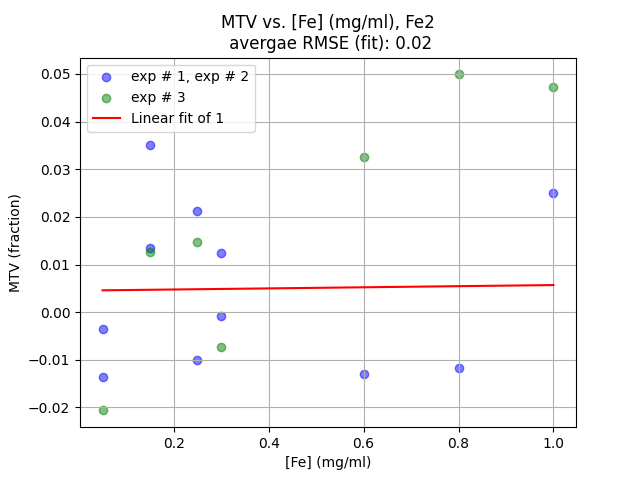 MTV vs. [Fe] (mg/ml), Fe2
avergae RMSE (fit): 0.02
exp # 1, exp # 2
exp # 3
Linear fit of 1
0.05
0.04
0.03
0.02
0.01
0.00
−0.01
−0.02
MTV (fraction)
0.2 0.4 0.6 0.8 1.0
[Fe] (mg/ml)